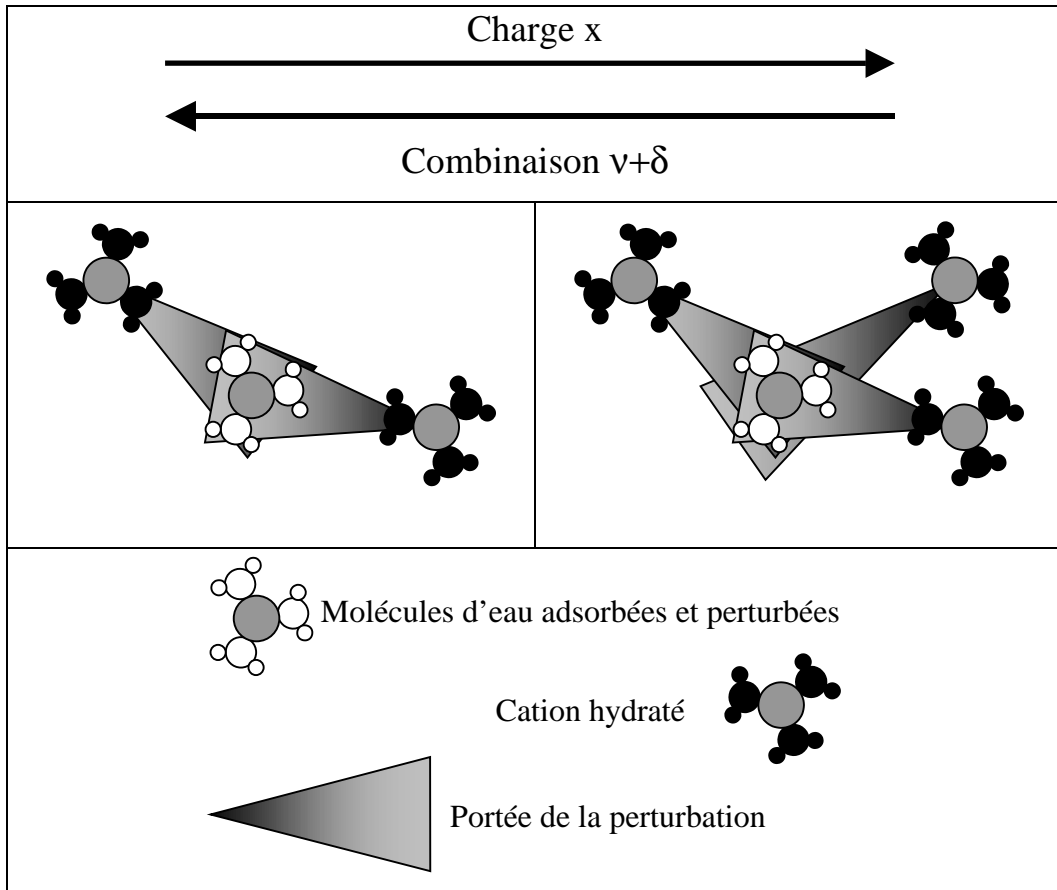 Charge x
Combinaison ν+δ
Molécules d'eau adsorbées et perturbées
Cation hydraté
Portée de la perturbation